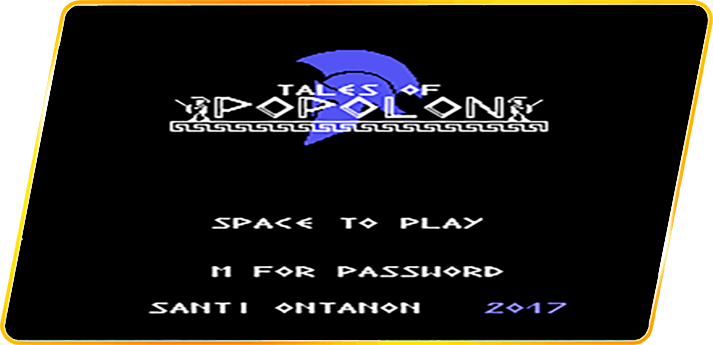 TALES OF
POPOLON
SPACE TO PLAY
M FOR PASSWORD
SANTI ONTANON 2017